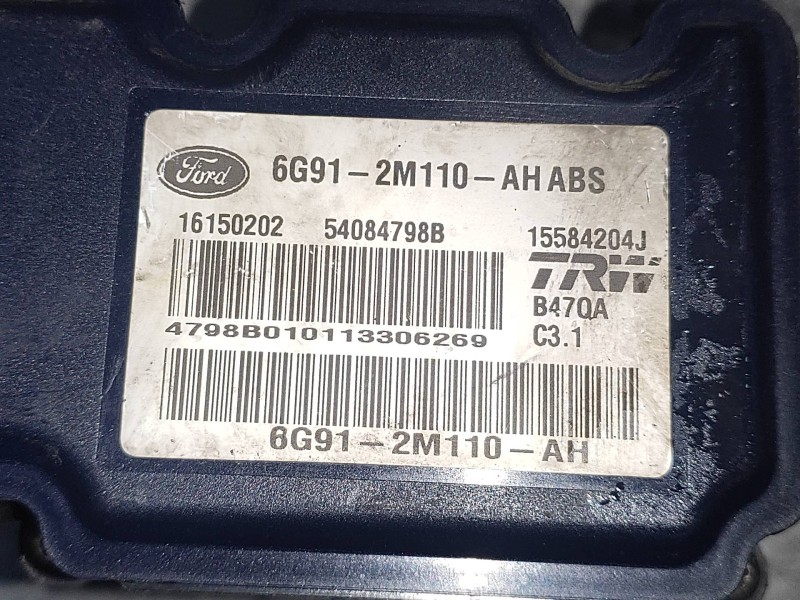 Ford 6G91-2M110-AH ABS
16150202 54084798B 15584204J
TRW
B47QA
4798B010113306269 C3.1
6G91-2M110-AH